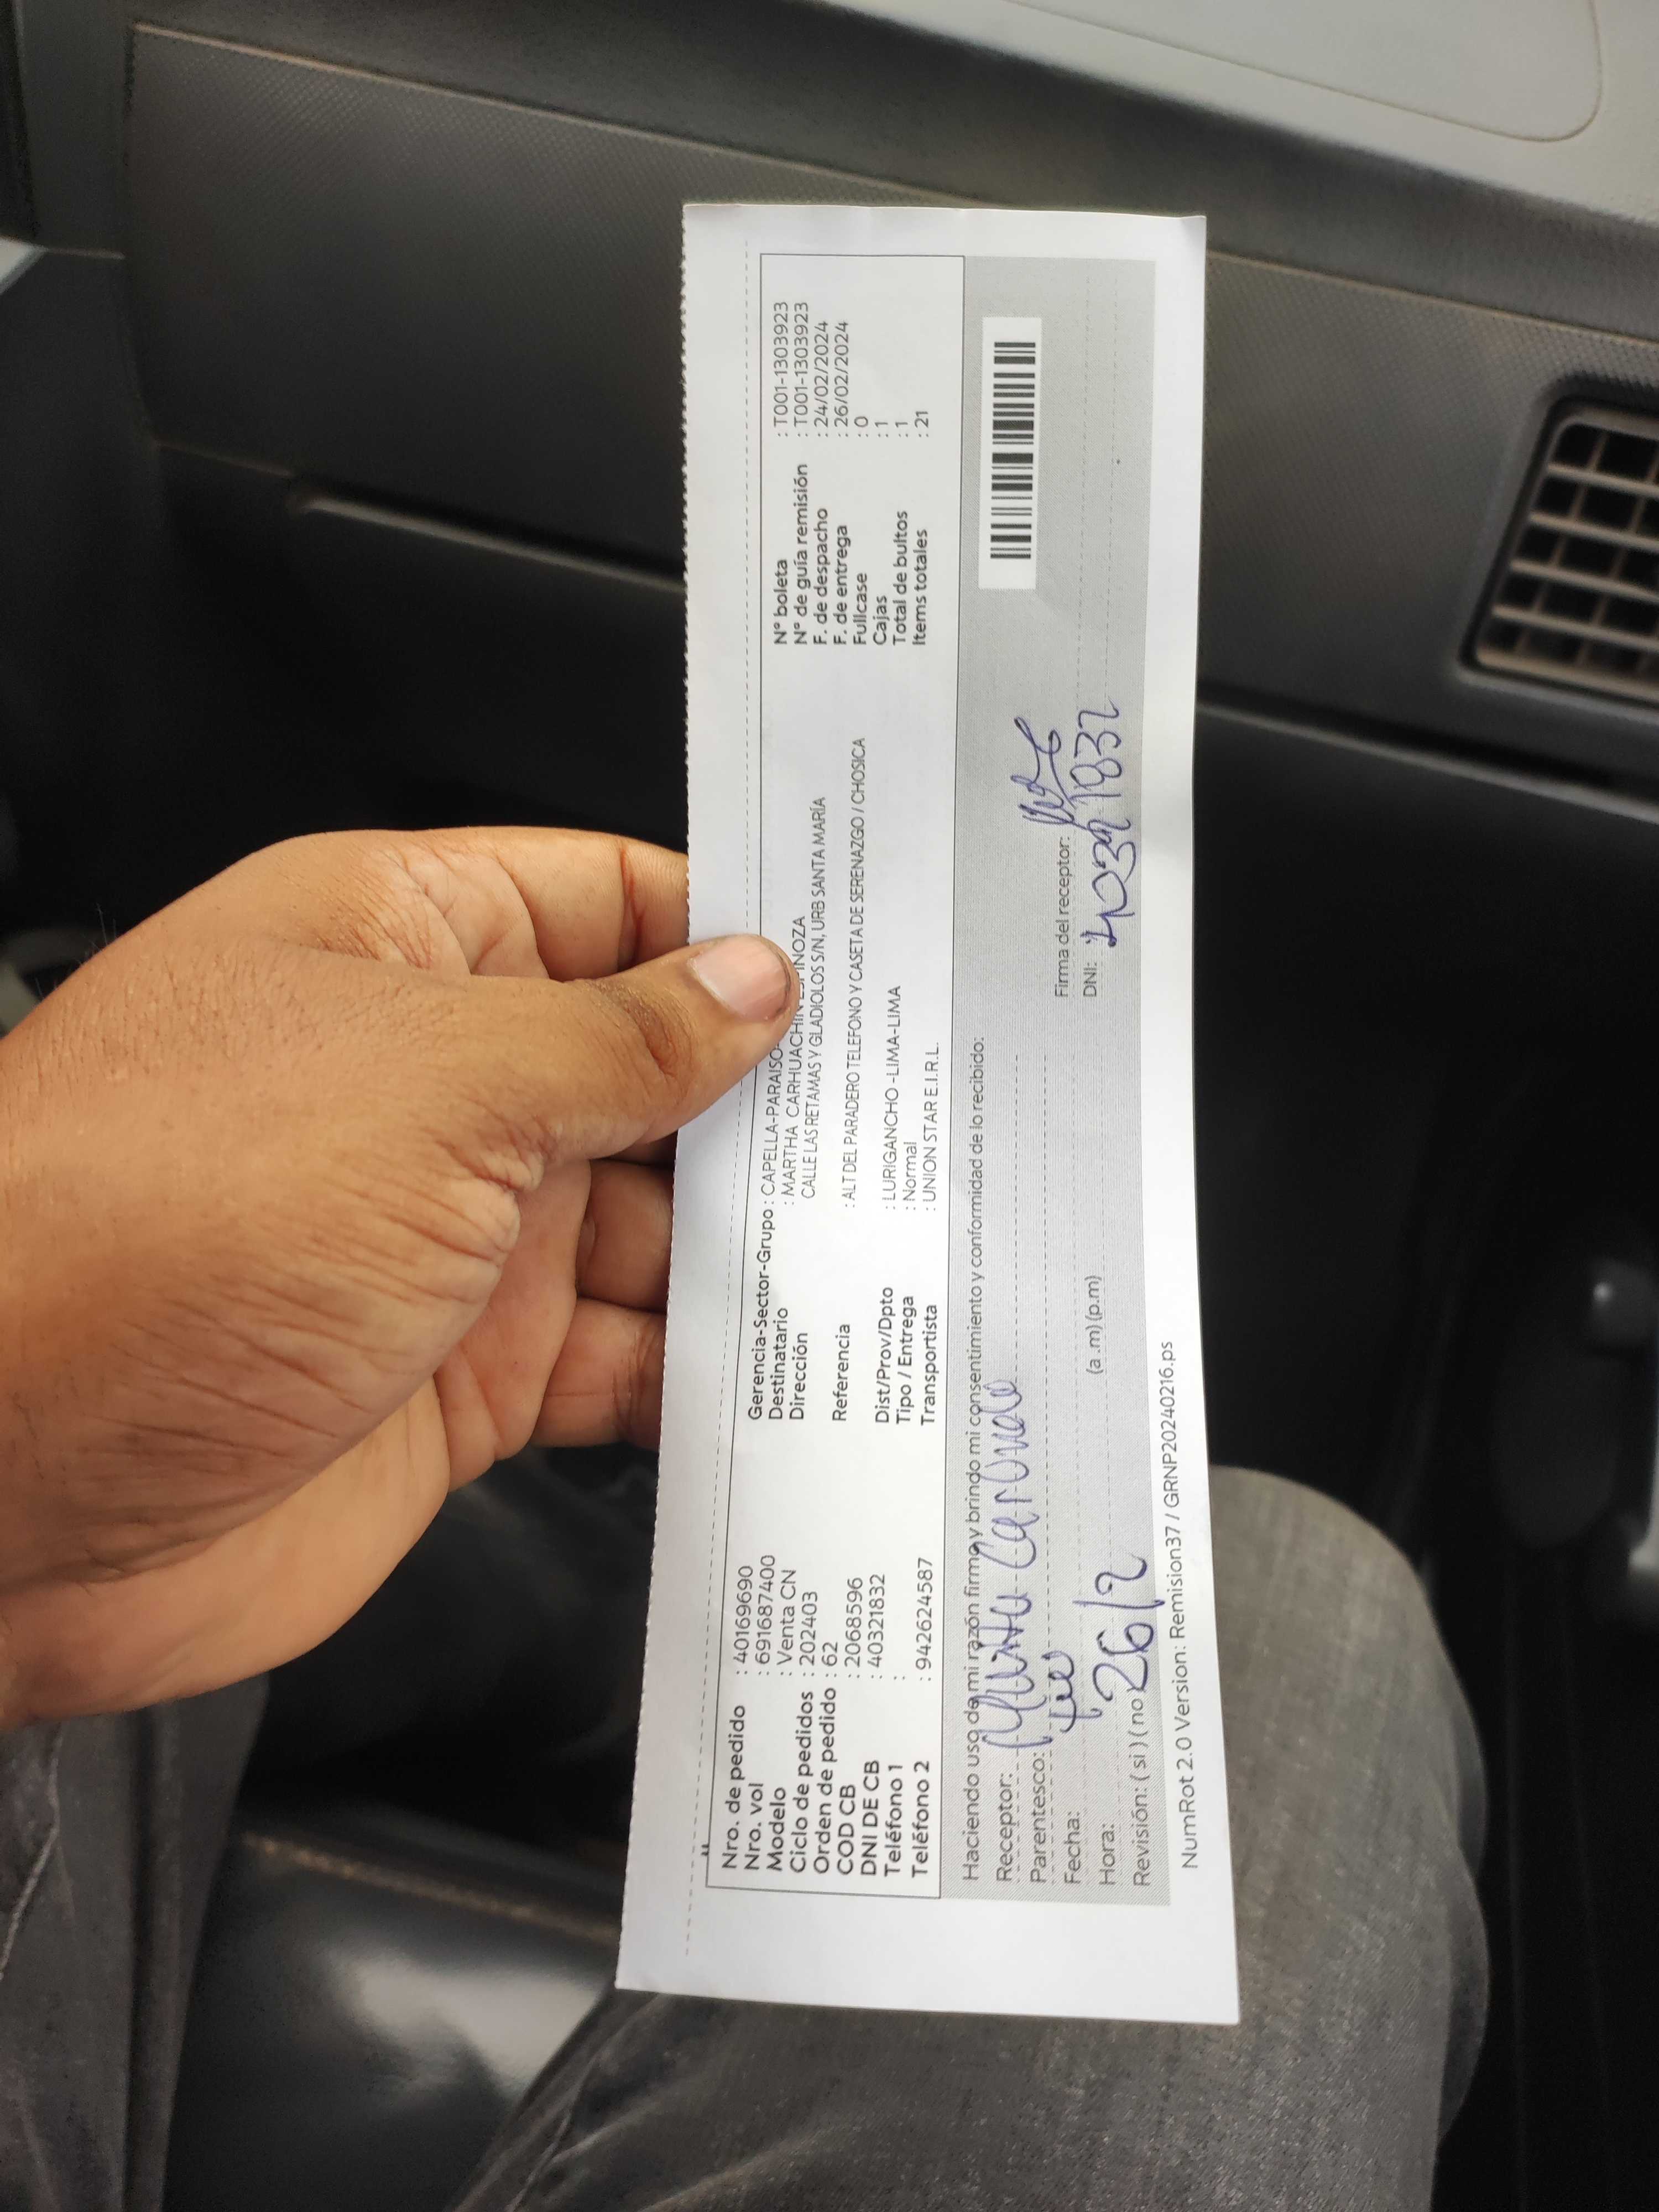 Nro. de pedido : 40169690
Nro. vol : 691687400
Modelo : Venta CN
Ciclo de pedidos : 202403
Orden de pedido : 62
COD CB : 2068596
DNI DE CB : 40321832
Teléfono 1 :
Teléfono 2 : 942624587
Gerencia-Sector-Grupo : CAPELLA-PARAISO
Destinatario : MARTHA CARHUACHIN ESPINOZA
Dirección CALLE LAS RETAMAS Y GLADIOLOS S/N, URB SANTA MARÍA
Referencia : ALT DEL PARADERO TELEFONO Y CASETA DE SERENAZGO / CHOSICA
Dist/Prov/Dpto : LURIGANCHO -LIMA-LIMA
Tipo / Entrega : Normal
Transportista : UNION STAR E.I.R.L.
N° boleta : T001-1303923
N° de guía remisión : T001-1303923
F. de despacho : 24/02/2024
F. de entrega : 26/02/2024
Fullcase : 0
Cajas : 1
Total de bultos : 1
Items totales : 21
Haciendo uso de mi razón firmo y brindo mi consentimiento y conformidad de lo recibido:
Receptor:
Parentesco:
Fecha: 26/2
Hora: (a.m) (p.m)
Revisión: ( si ) ( no )
Firma del receptor:
DNI:
NumRot 2.0 Version: Remision37 / GRNP20240216.ps